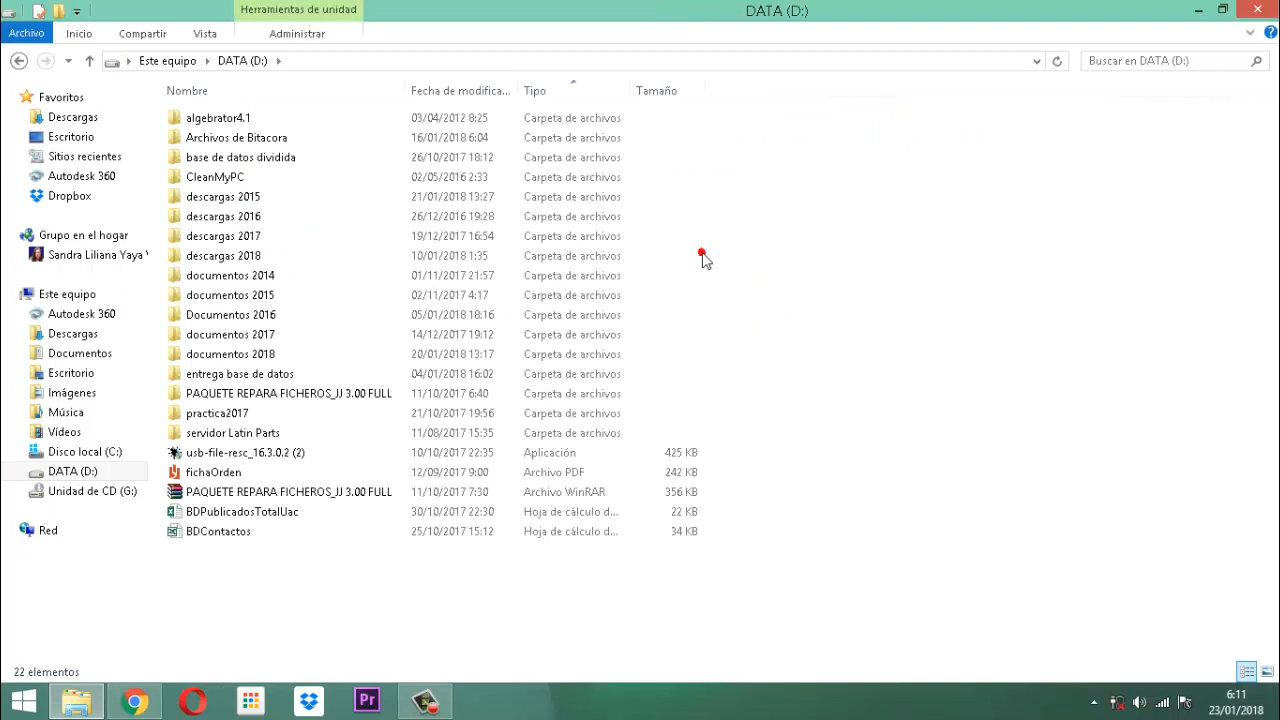 Herramientas de unidad
DATA (D:)
Archivo Inicio Compartir Vista Administrar
Este equipo DATA (D:)
Buscar en DATA (D:)
Nombre Fecha de modifica... Tipo Tamaño
Favoritos
Descargas
Escritorio
Sitios recientes
Autodesk 360
Dropbox
Grupo en el hogar
Sandra Liliana Yaya
Este equipo
Autodesk 360
Descargas
Documentos
Escritorio
Imágenes
Música
Vídeos
Disco local (C:)
DATA (D:)
Unidad de CD (G:)
Red
algebrator4.1 03/04/2012 8:25 Carpeta de archivos
Archivos de Bitacora 16/01/2018 6:04 Carpeta de archivos
base de datos dividida 26/10/2017 18:12 Carpeta de archivos
CleanMyPC 02/05/2016 2:33 Carpeta de archivos
descargas 2015 21/01/2018 13:27 Carpeta de archivos
descargas 2016 26/12/2016 19:28 Carpeta de archivos
descargas 2017 19/12/2017 16:54 Carpeta de archivos
descargas 2018 10/01/2018 1:35 Carpeta de archivos
documentos 2014 01/11/2017 21:57 Carpeta de archivos
documentos 2015 02/11/2017 4:17 Carpeta de archivos
Documentos 2016 05/01/2018 18:16 Carpeta de archivos
documentos 2017 14/12/2017 19:12 Carpeta de archivos
documentos 2018 20/01/2018 13:17 Carpeta de archivos
entrega base de datos 04/01/2018 16:02 Carpeta de archivos
PAQUETE REPARA FICHEROS_JJ 3.00 FULL 11/10/2017 6:40 Carpeta de archivos
practica2017 21/10/2017 19:56 Carpeta de archivos
servidor Latin Parts 11/08/2017 15:35 Carpeta de archivos
usb-file-resc_16.3.0.2 (2) 10/10/2017 22:35 Aplicación 425 KB
fichaOrden 12/09/2017 9:00 Archivo PDF 242 KB
PAQUETE REPARA FICHEROS_JJ 3.00 FULL 11/10/2017 7:30 Archivo WinRAR 356 KB
BDPublicadosTotalUac 30/10/2017 22:30 Hoja de cálculo d... 22 KB
BDContactos 25/10/2017 15:12 Hoja de cálculo d... 34 KB
22 elementos
Pr
6:11
23/01/2018